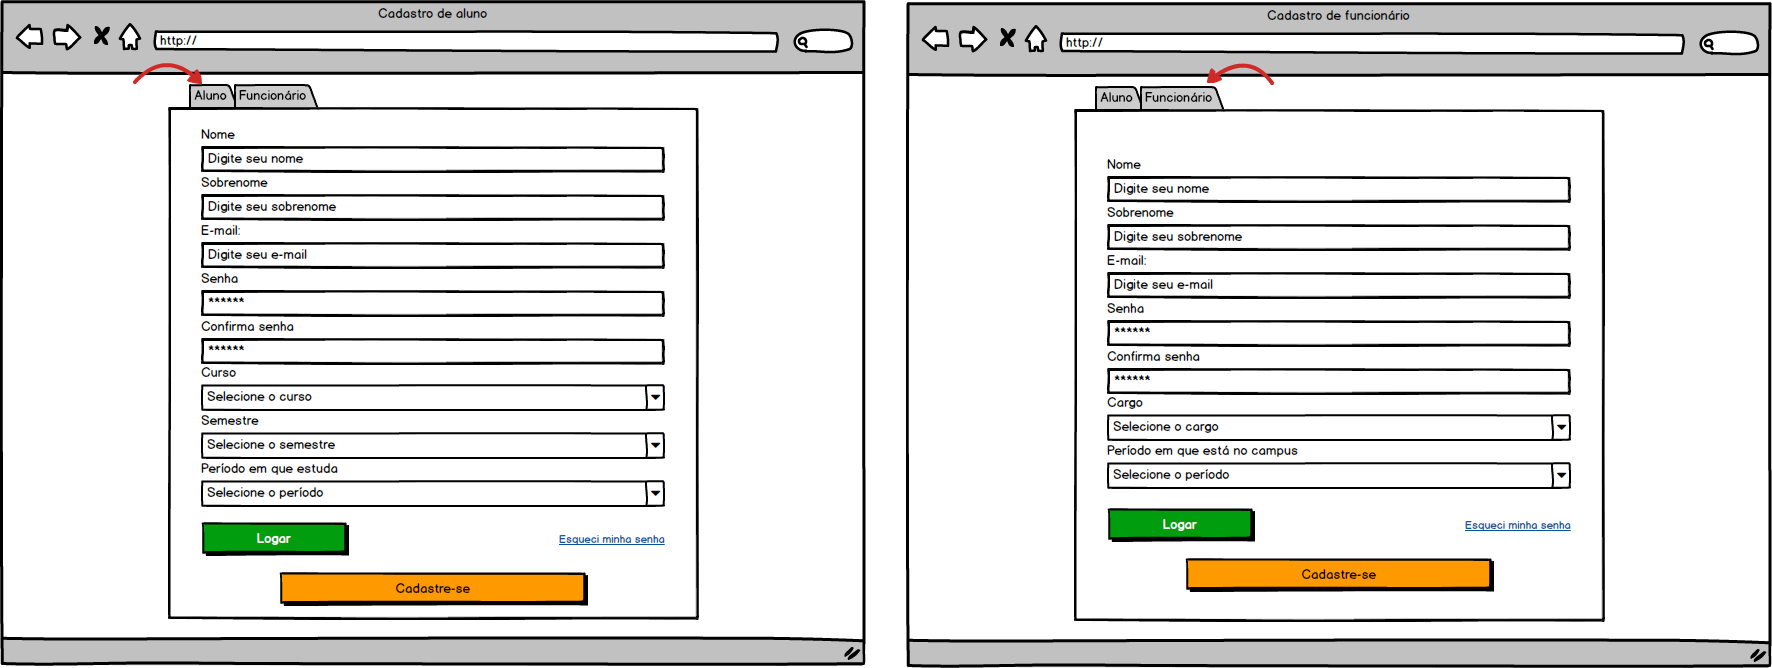 Cadastro de aluno
http://
Aluno
Funcionário
Nome
Digite seu nome
Sobrenome
Digite seu sobrenome
E-mail:
Digite seu e-mail
Senha
******
Confirma senha
******
Curso
Selecione o curso
Semestre
Selecione o semestre
Período em que estuda
Selecione o período
Logar
Esqueci minha senha
Cadastre-se
Cadastro de funcionário
http://
Aluno
Funcionário
Nome
Digite seu nome
Sobrenome
Digite seu sobrenome
E-mail:
Digite seu e-mail
Senha
******
Confirma senha
******
Cargo
Selecione o cargo
Período em que está no campus
Selecione o período
Logar
Esqueci minha senha
Cadastre-se